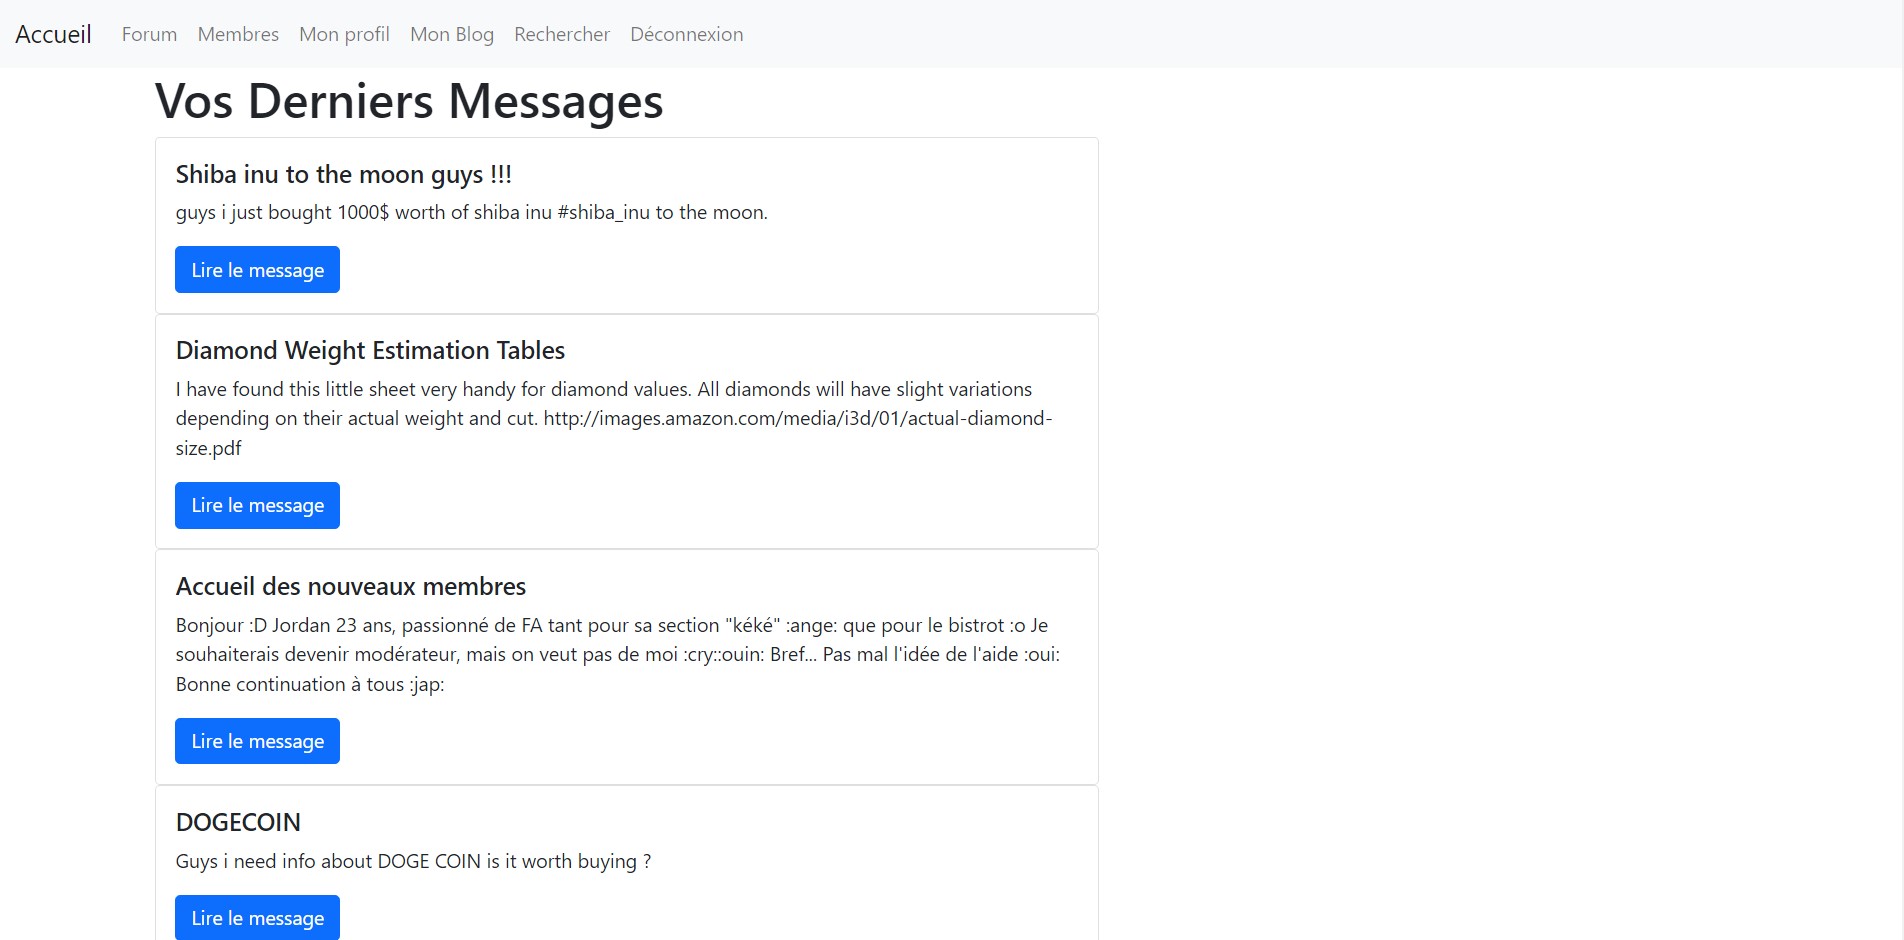 Accueil Forum Membres Mon profil Mon Blog Rechercher Déconnexion
Vos Derniers Messages
Shiba inu to the moon guys !!!
guys i just bought 1000$ worth of shiba inu #shiba_inu to the moon.
Lire le message
Diamond Weight Estimation Tables
I have found this little sheet very handy for diamond values. All diamonds will have slight variations
depending on their actual weight and cut. http://images.amazon.com/media/i3d/01/actual-diamond-
size.pdf
Lire le message
Accueil des nouveaux membres
Bonjour :D Jordan 23 ans, passionné de FA tant pour sa section "kéké" :ange: que pour le bistrot :o Je
souhaiterais devenir modérateur, mais on veut pas de moi :cry::ouin: Bref... Pas mal l'idée de l'aide :oui:
Bonne continuation à tous :jap:
Lire le message
DOGECOIN
Guys i need info about DOGE COIN is it worth buying ?
Lire le message